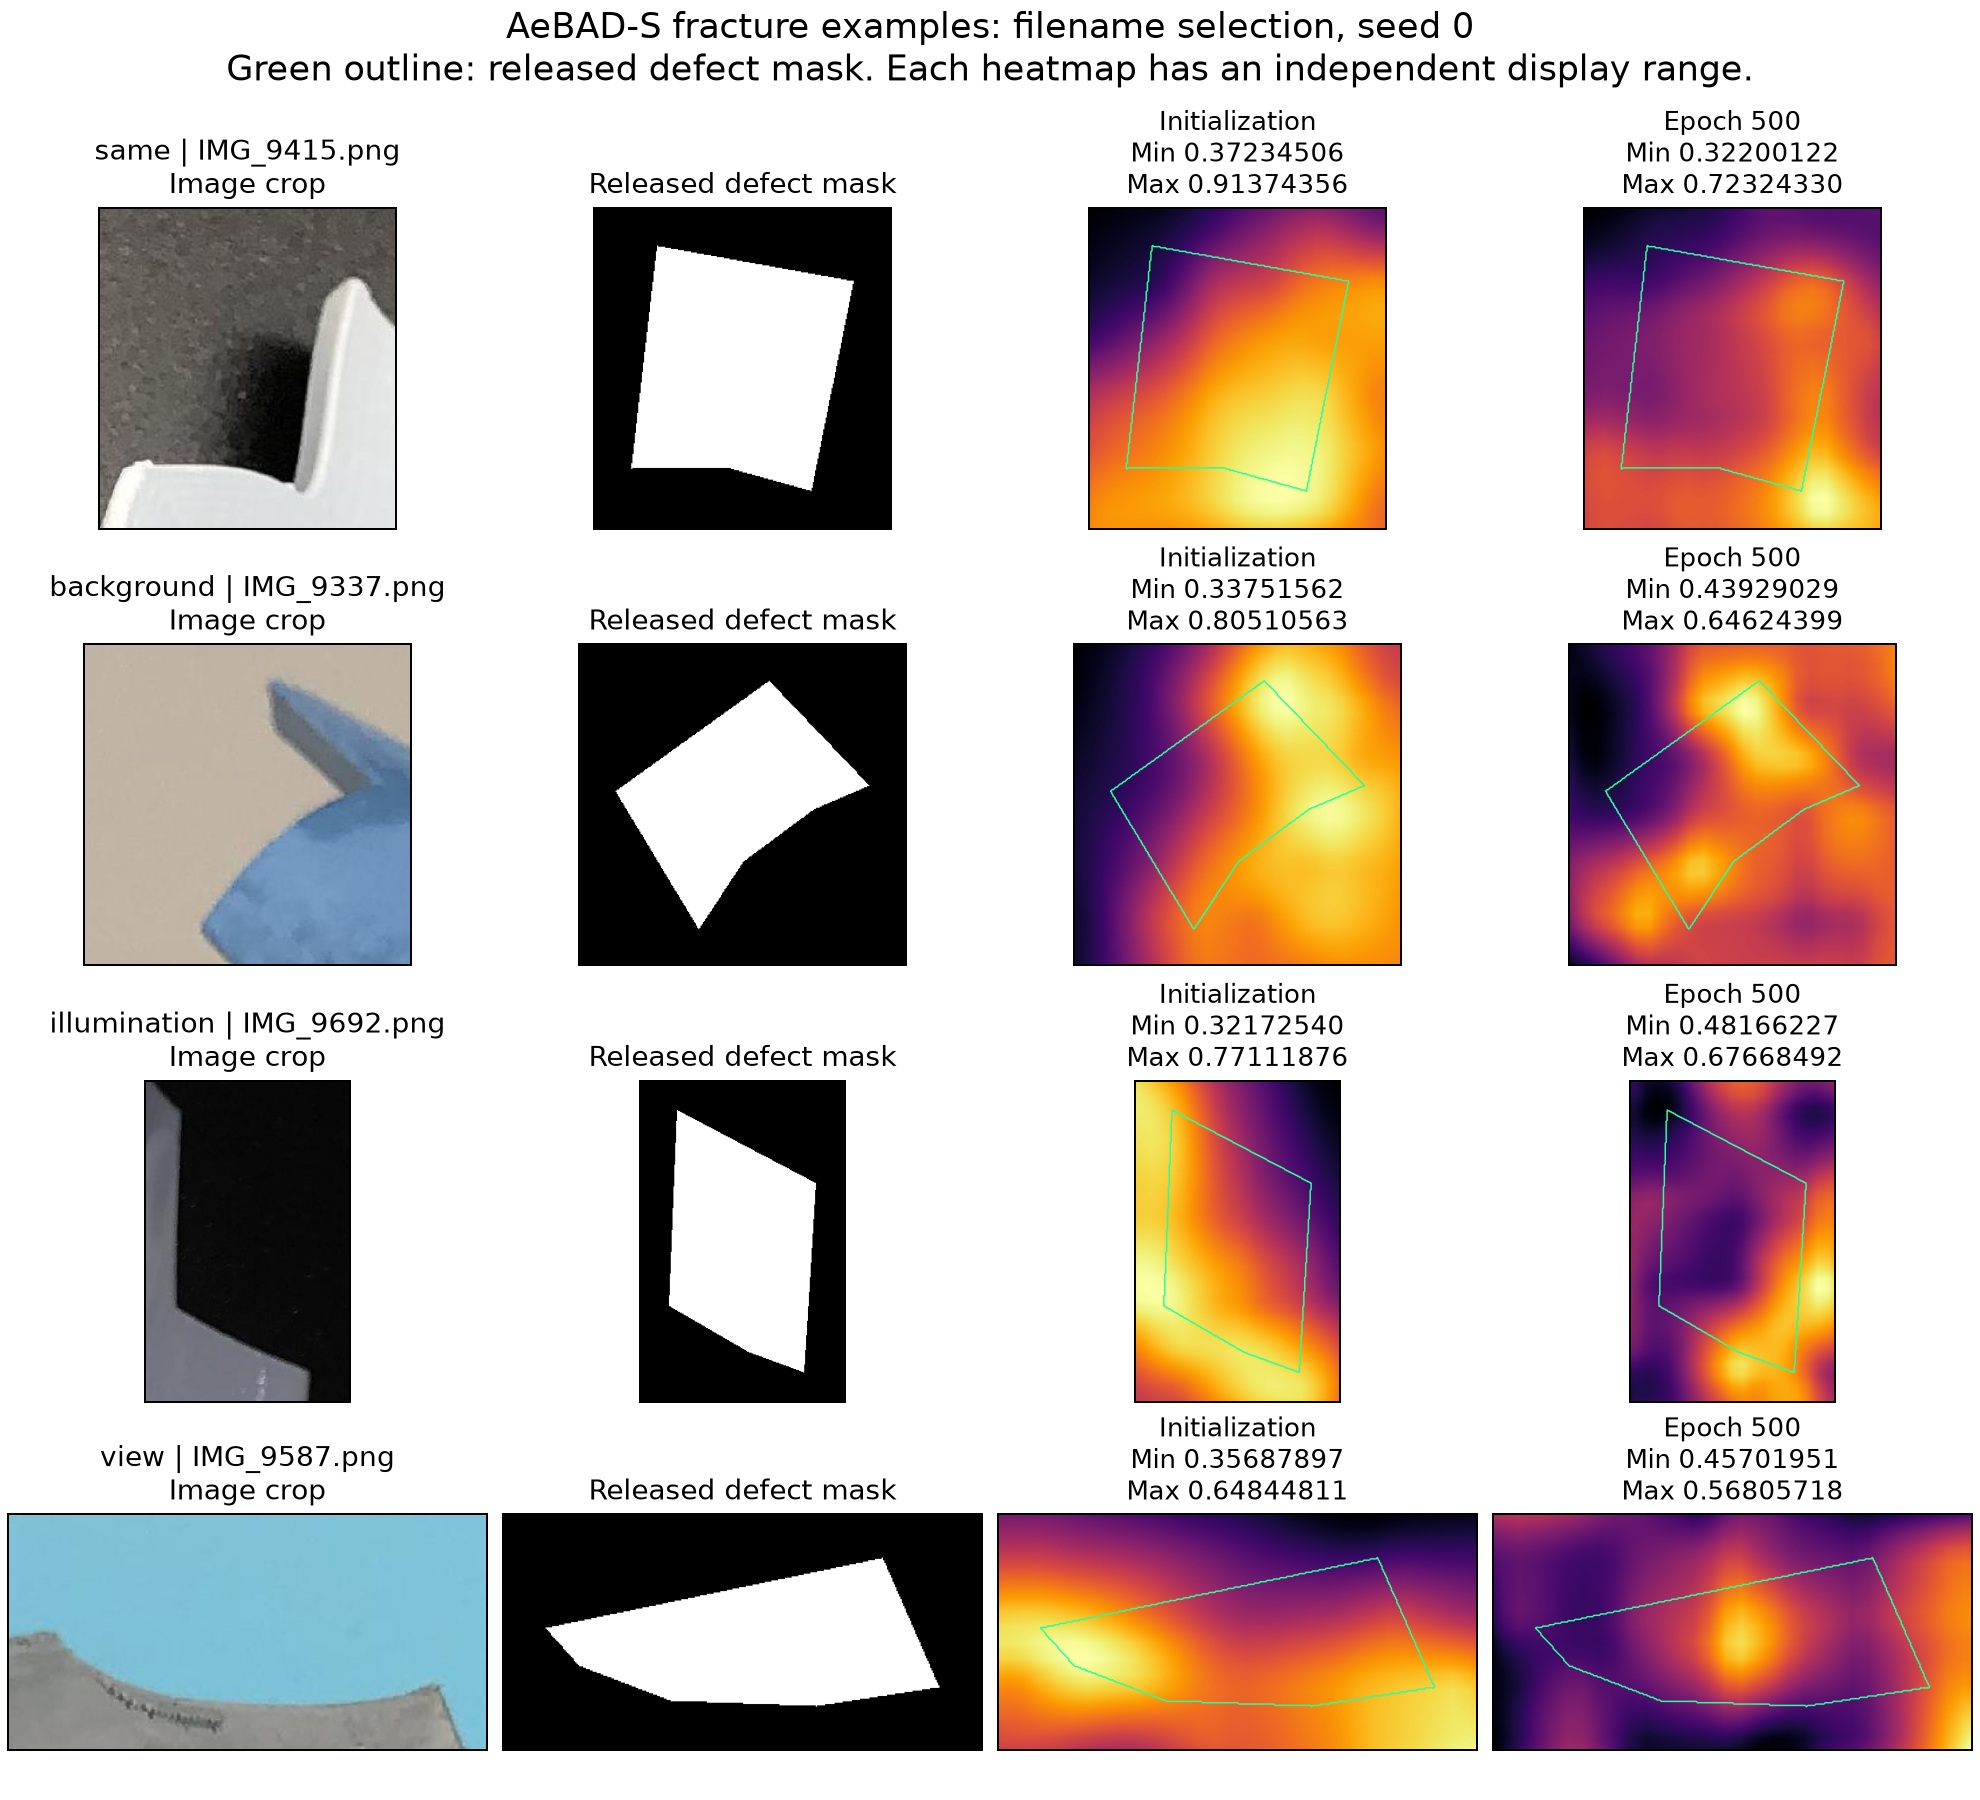 AeBAD-S fracture examples: filename selection, seed 0
Green outline: released defect mask. Each heatmap has an independent display range.
same | IMG_9415.png
Image crop
Released defect mask
Initialization
Min 0.37234506
Max 0.91374356
Epoch 500
Min 0.32200122
Max 0.72324330
background | IMG_9337.png
Image crop
Released defect mask
Initialization
Min 0.33751562
Max 0.80510563
Epoch 500
Min 0.43929029
Max 0.64624399
illumination | IMG_9692.png
Image crop
Released defect mask
Initialization
Min 0.32172540
Max 0.77111876
Epoch 500
Min 0.48166227
Max 0.67668492
view | IMG_9587.png
Image crop
Released defect mask
Initialization
Min 0.35687897
Max 0.64844811
Epoch 500
Min 0.45701951
Max 0.56805718